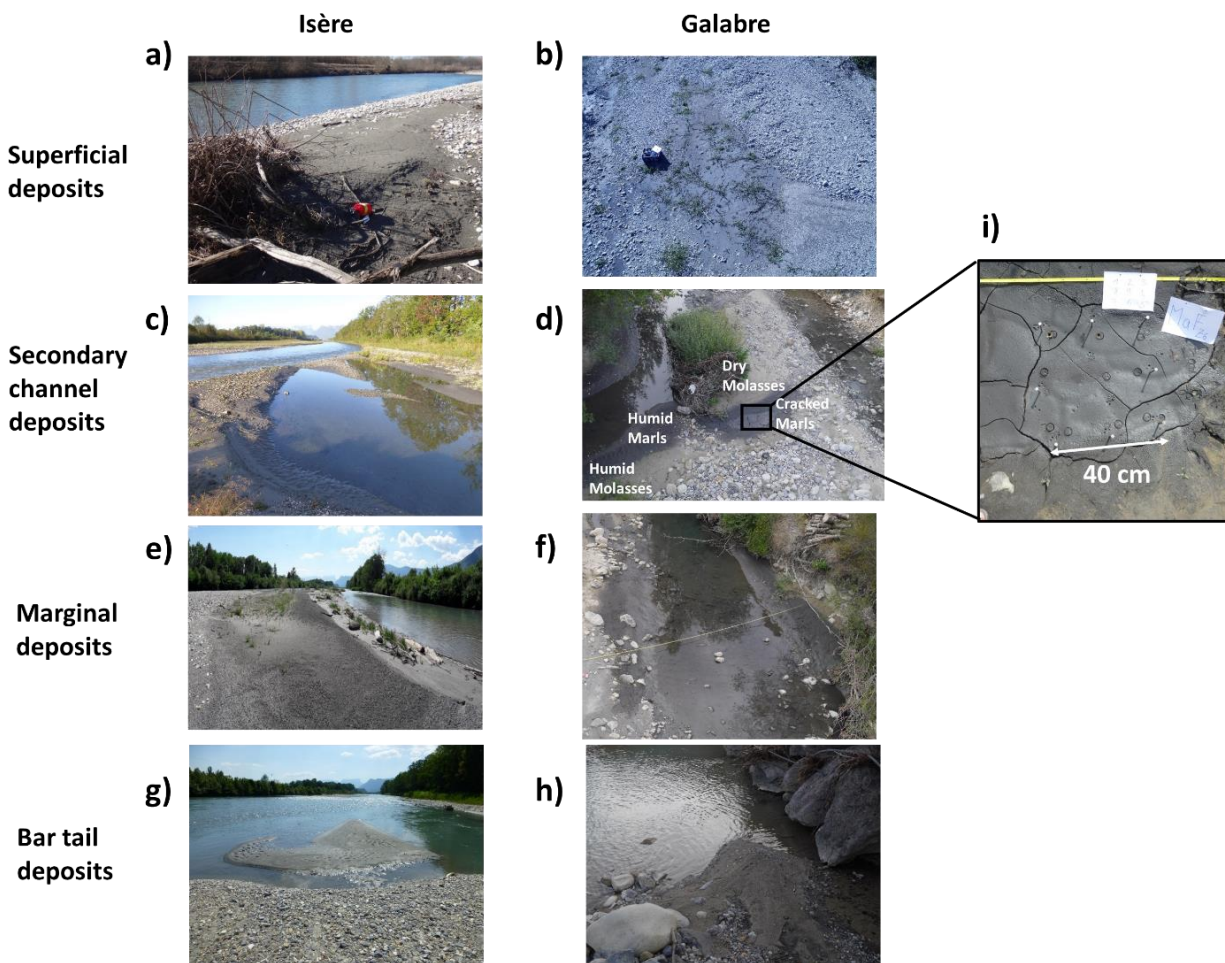 Isère
Galabre
a)
b)
Superficial
deposits
i)
c)
d)
Secondary
channel
deposits
Dry
Molasses
Humid
Marls
Cracked
Marls
Humid
Molasses
40 cm
e)
f)
Marginal
deposits
g)
h)
Bar tail
deposits